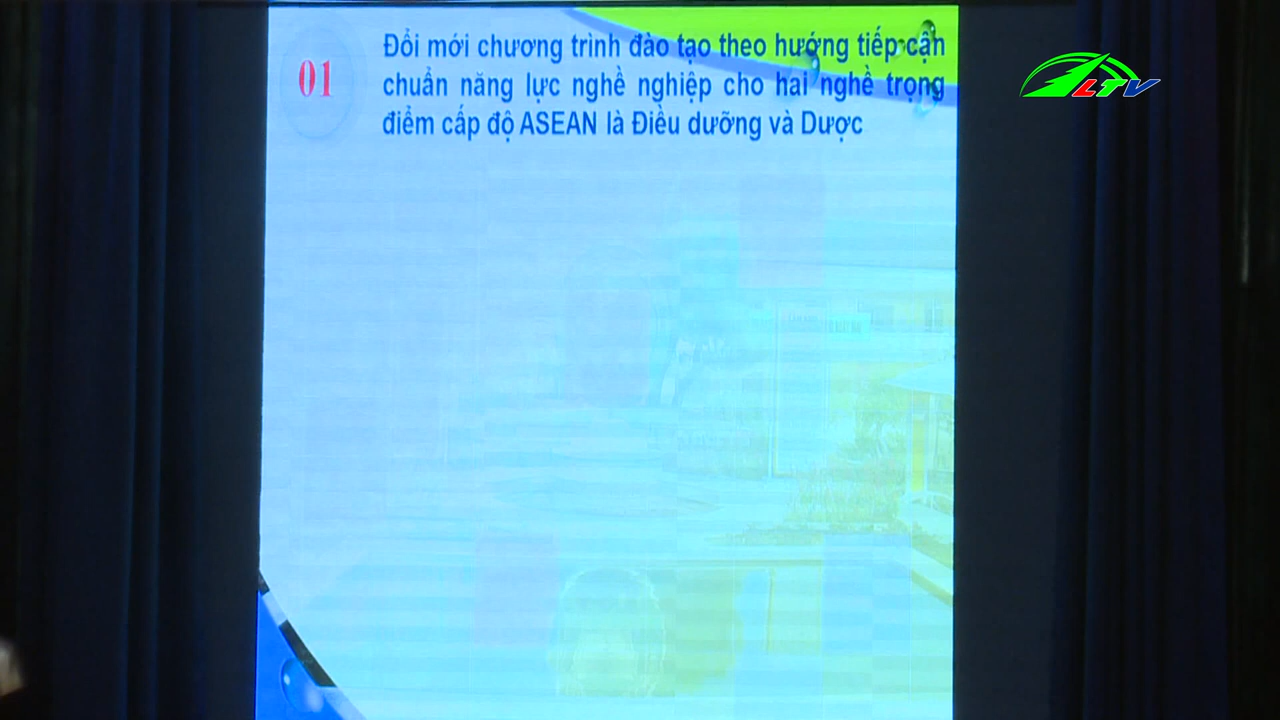 01
Đổi mới chương trình đào tạo theo hướng tiếp cận
chuẩn năng lực nghề nghiệp cho hai nghề trọng
điểm cấp độ ASEAN là Điều dưỡng và Dược
LTV